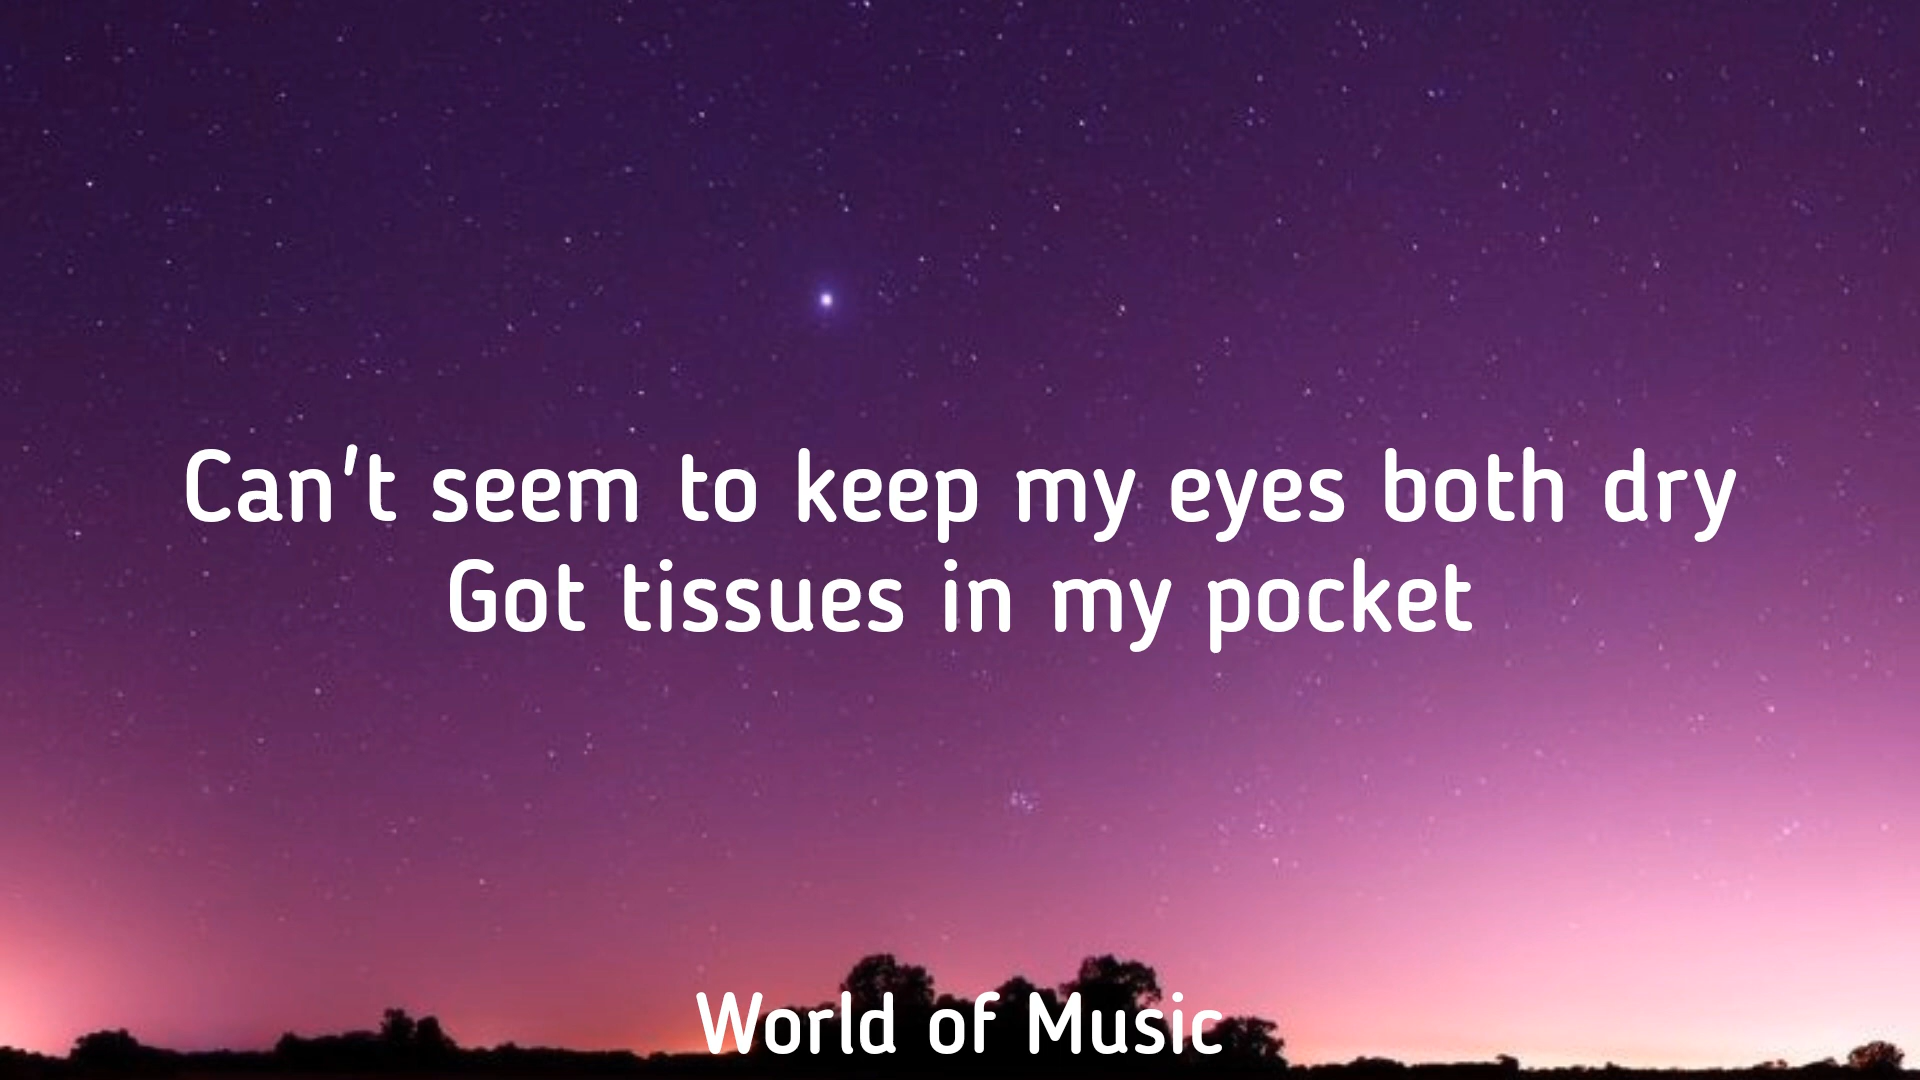 Can't seem to keep my eyes both dry
Got tissues in my pocket
World of Music